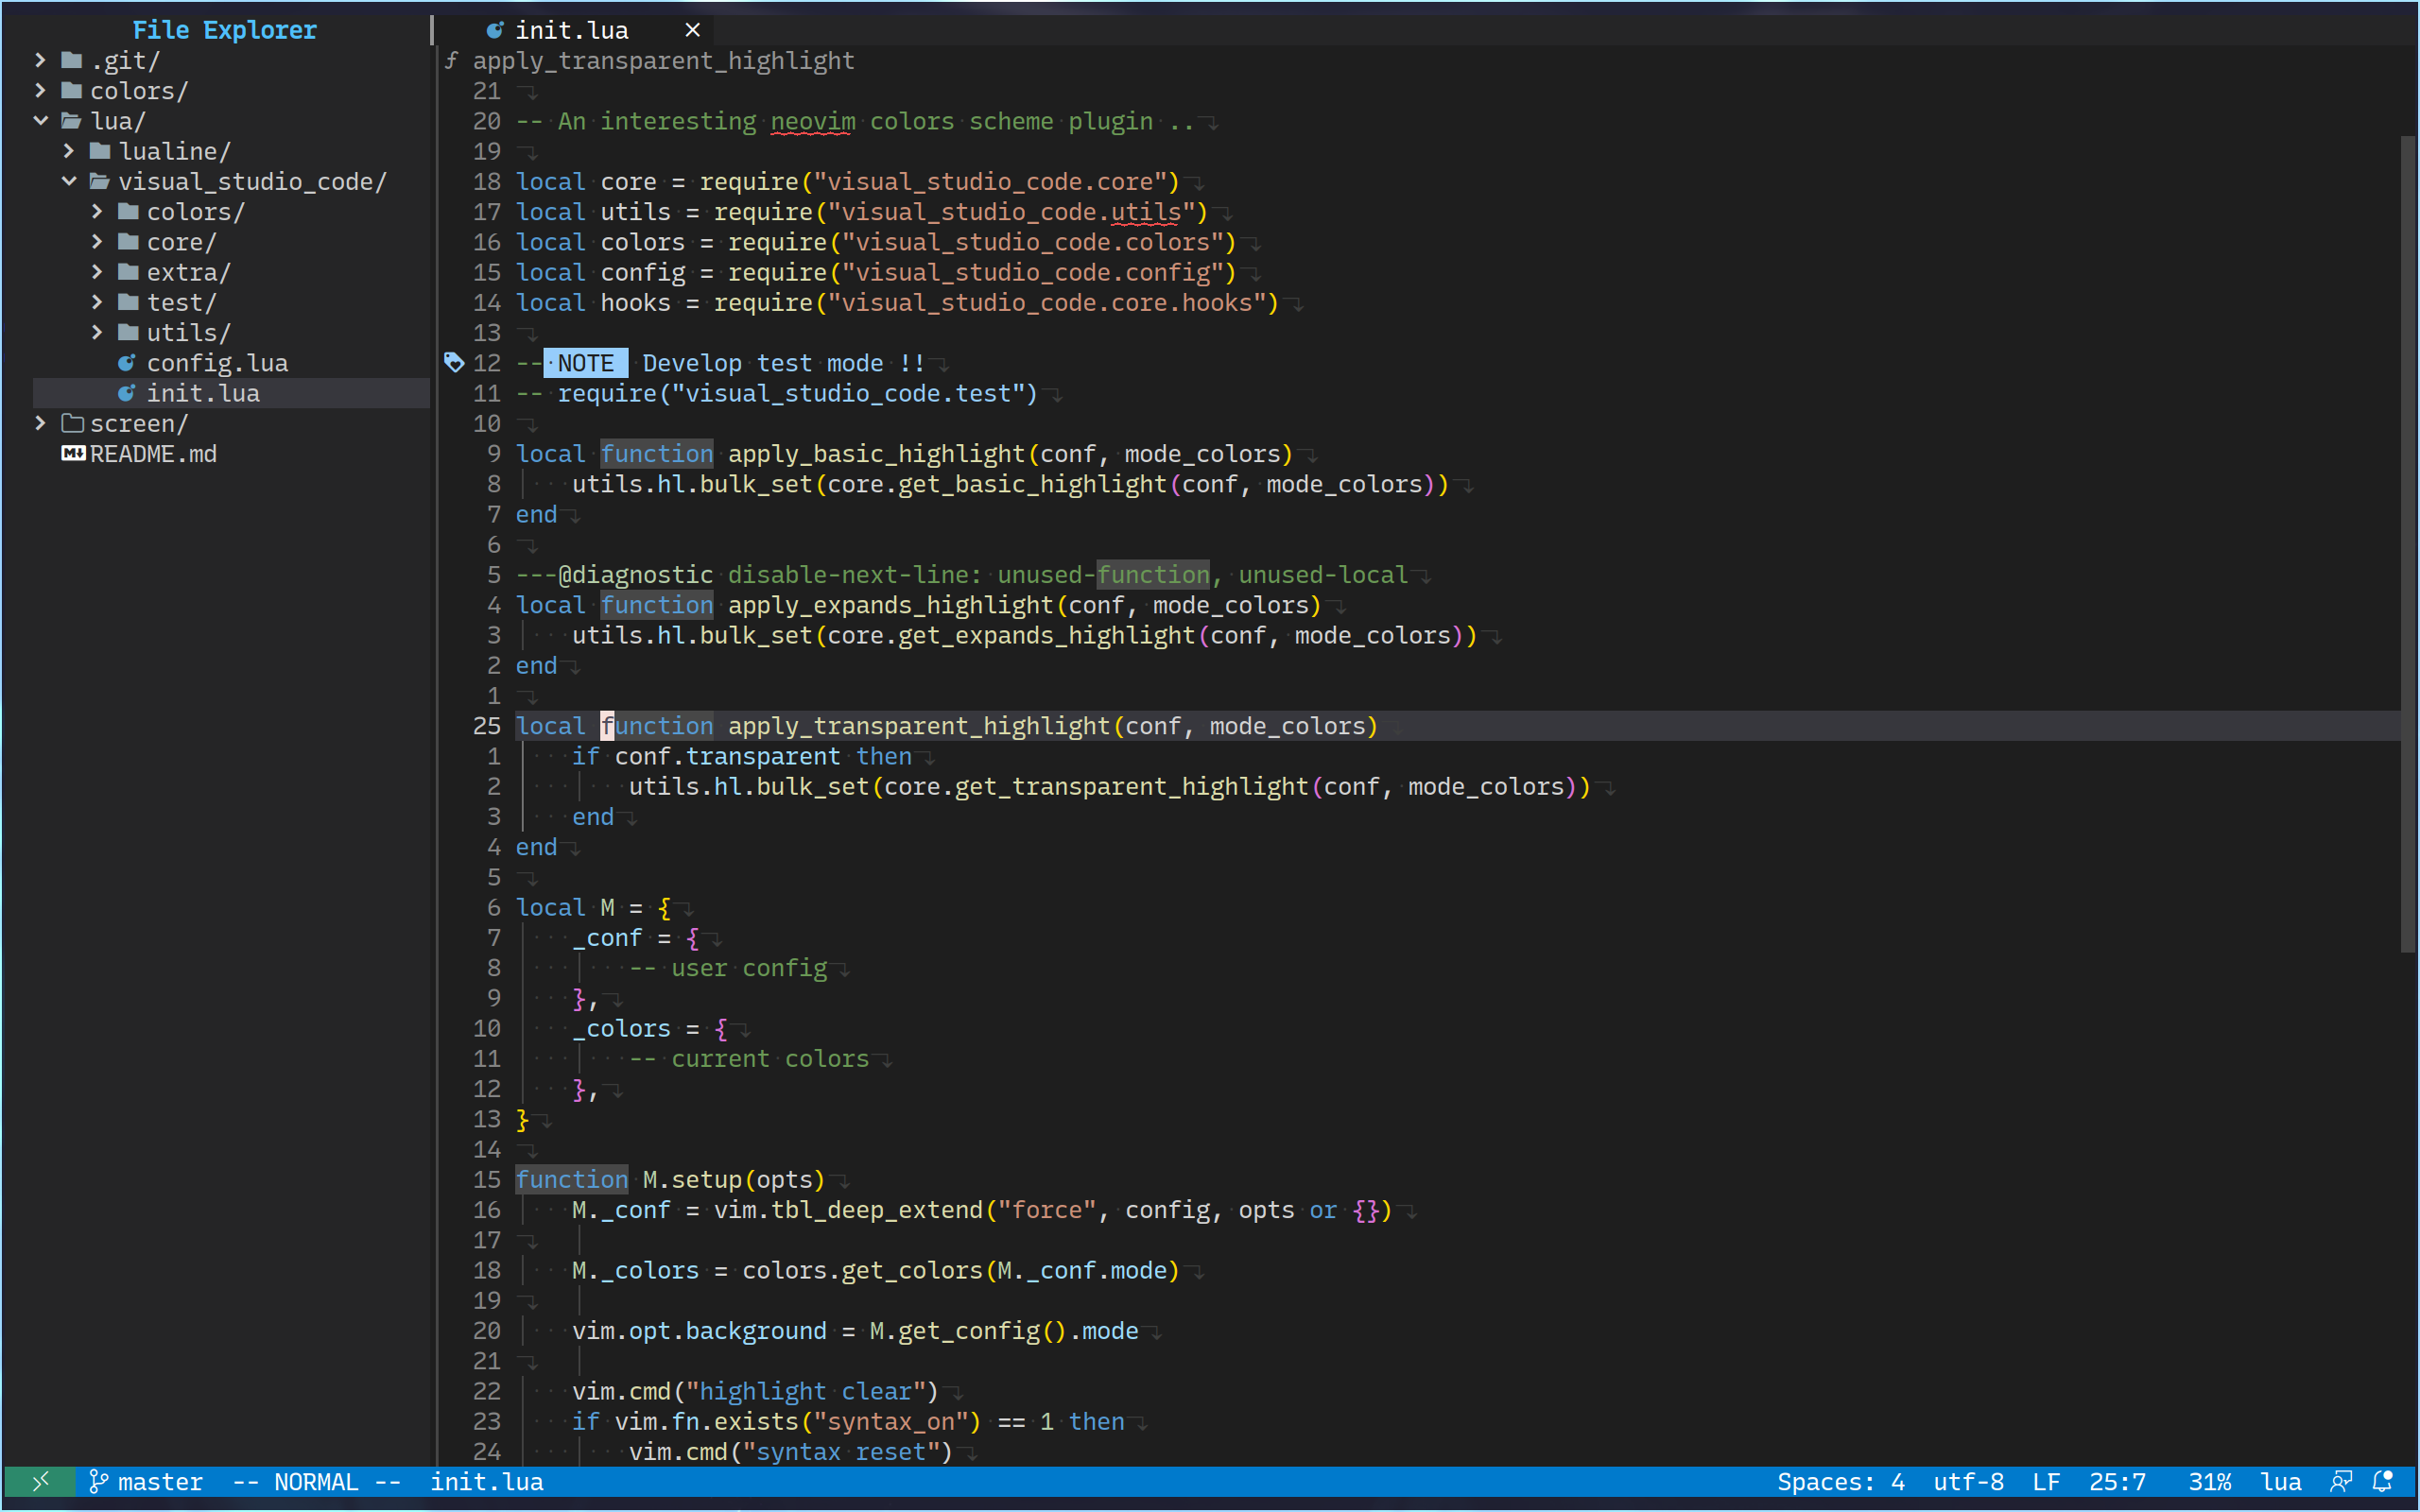 File Explorer
.git/
colors/
lua/
lualine/
visual_studio_code/
colors/
core/
extra/
test/
utils/
config.lua
init.lua
screen/
README.md
init.lua ×
f apply_transparent_highlight
21
20 -- An interesting neovim colors scheme plugin ..
19
18 local core = require("visual_studio_code.core")
17 local utils = require("visual_studio_code.utils")
16 local colors = require("visual_studio_code.colors")
15 local config = require("visual_studio_code.config")
14 local hooks = require("visual_studio_code.core.hooks")
13
12 -- NOTE Develop test mode !!
11 -- require("visual_studio_code.test")
10
9 local function apply_basic_highlight(conf, mode_colors)
8     utils.hl.bulk_set(core.get_basic_highlight(conf, mode_colors))
7 end
6
5 ---@diagnostic disable-next-line: unused-function, unused-local
4 local function apply_expands_highlight(conf, mode_colors)
3     utils.hl.bulk_set(core.get_expands_highlight(conf, mode_colors))
2 end
1
25 local function apply_transparent_highlight(conf, mode_colors)
1     if conf.transparent then
2         utils.hl.bulk_set(core.get_transparent_highlight(conf, mode_colors))
3     end
4 end
5
6 local M = {
7     _conf = {
8         -- user config
9     },
10     _colors = {
11         -- current colors
12     },
13 }
14
15 function M.setup(opts)
16     M._conf = vim.tbl_deep_extend("force", config, opts or {})
17
18     M._colors = colors.get_colors(M._conf.mode)
19
20     vim.opt.background = M.get_config().mode
21
22     vim.cmd("highlight clear")
23     if vim.fn.exists("syntax_on") == 1 then
24         vim.cmd("syntax reset")
master -- NORMAL -- init.lua Spaces: 4 utf-8 LF 25:7 31% lua